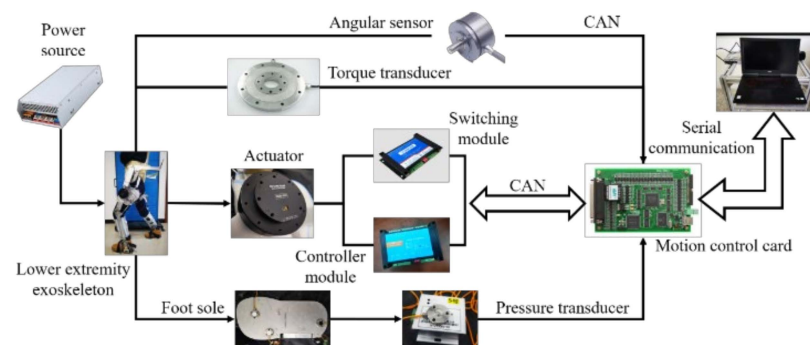 Angular sensor
CAN
Power
source
Torque transducer
Switching
module
Serial
communication
Actuator
CAN
Controller
module
Motion control card
Lower extremity
exoskeleton
Foot sole
Pressure transducer